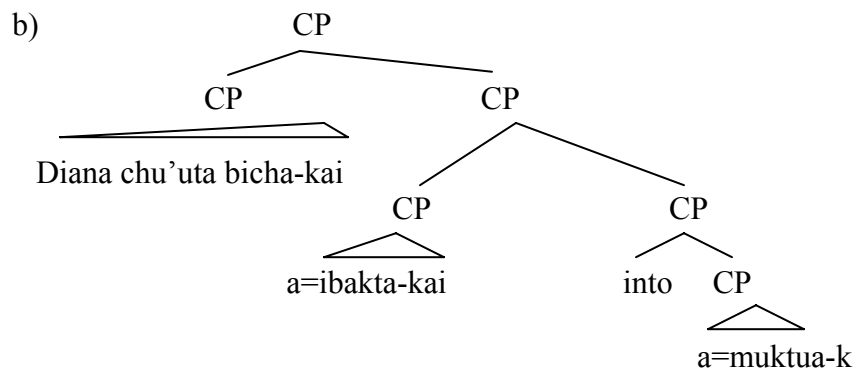 b) CP
CP CP
Diana chu’uta bicha-kai
CP CP
a=ibakta-kai into CP
a=muktua-k